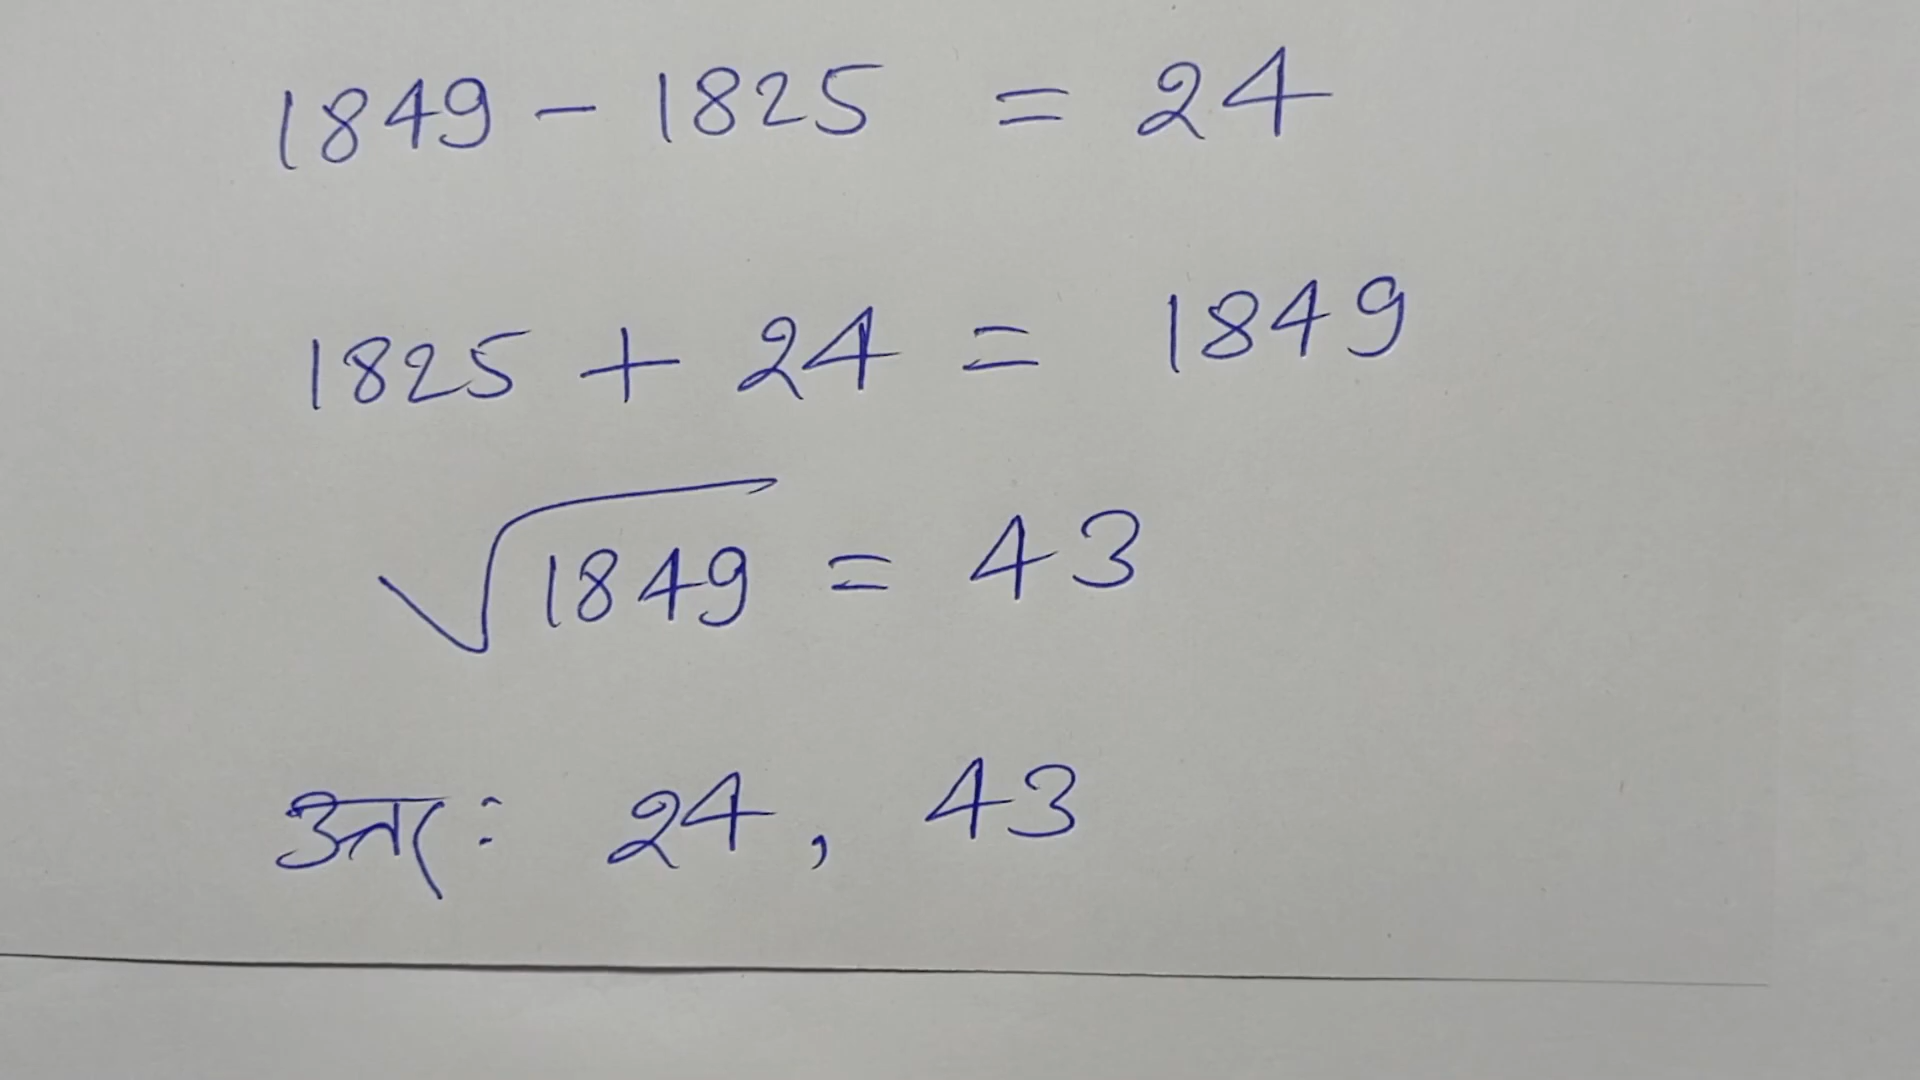 1849 - 1825 = 24
1825 + 24 = 1849
√1849 = 43
उत्तर: 24, 43